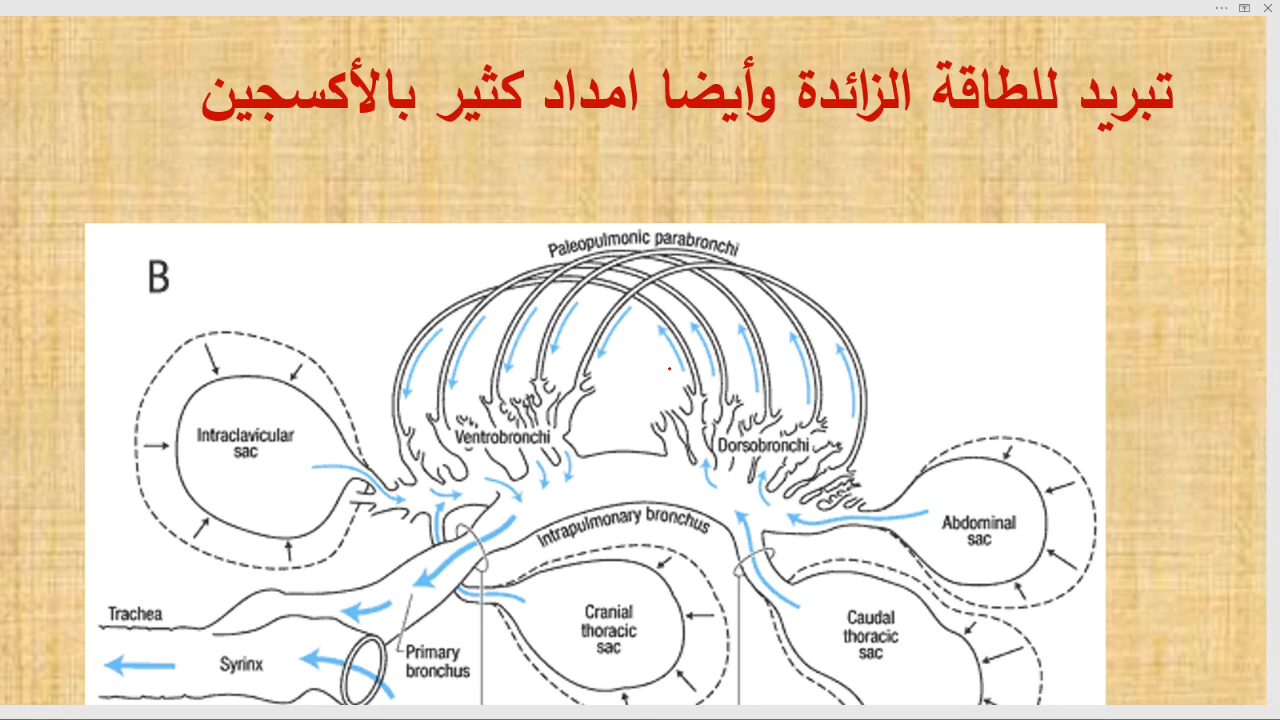 تبريد للطاقة الزائدة وأيضا امداد كثير بالأكسجين
B
Paleopulmonic parabronchi
Intraclavicular
sac
Ventrobronchi
Dorsobronchi
Intrapulmonary bronchus
Abdominal
sac
Cranial
thoracic
sac
Caudal
thoracic
sac
Trachea
Syrinx
Primary
bronchus